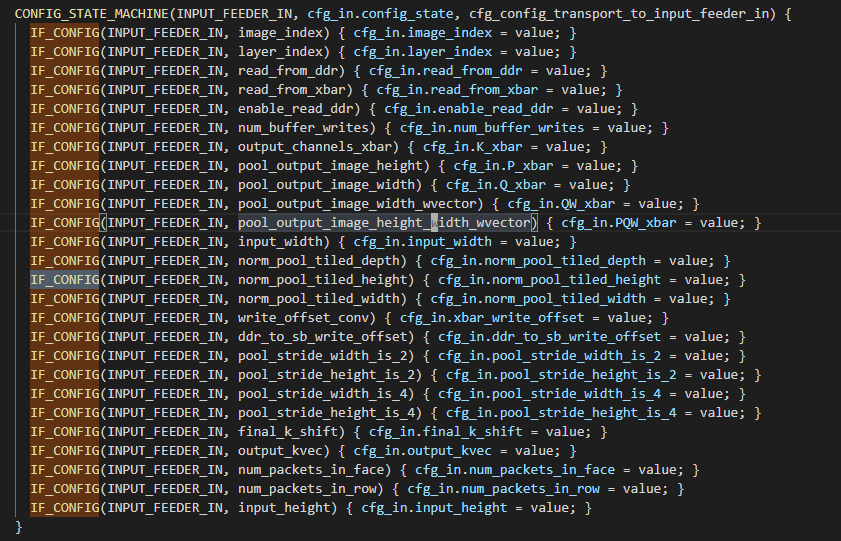 CONFIG_STATE_MACHINE(INPUT_FEEDER_IN, cfg_in.config_state, cfg_config_transport_to_input_feeder_in) {
IF_CONFIG(INPUT_FEEDER_IN, image_index) { cfg_in.image_index = value; }
IF_CONFIG(INPUT_FEEDER_IN, layer_index) { cfg_in.layer_index = value; }
IF_CONFIG(INPUT_FEEDER_IN, read_from_ddr) { cfg_in.read_from_ddr = value; }
IF_CONFIG(INPUT_FEEDER_IN, read_from_xbar) { cfg_in.read_from_xbar = value; }
IF_CONFIG(INPUT_FEEDER_IN, enable_read_ddr) { cfg_in.enable_read_ddr = value; }
IF_CONFIG(INPUT_FEEDER_IN, num_buffer_writes) { cfg_in.num_buffer_writes = value; }
IF_CONFIG(INPUT_FEEDER_IN, output_channels_xbar) { cfg_in.K_xbar = value; }
IF_CONFIG(INPUT_FEEDER_IN, pool_output_image_height) { cfg_in.P_xbar = value; }
IF_CONFIG(INPUT_FEEDER_IN, pool_output_image_width) { cfg_in.Q_xbar = value; }
IF_CONFIG(INPUT_FEEDER_IN, pool_output_image_width_wvector) { cfg_in.QW_xbar = value; }
IF_CONFIG(INPUT_FEEDER_IN, pool_output_image_height_width_wvector) { cfg_in.PQW_xbar = value; }
IF_CONFIG(INPUT_FEEDER_IN, input_width) { cfg_in.input_width = value; }
IF_CONFIG(INPUT_FEEDER_IN, norm_pool_tiled_depth) { cfg_in.norm_pool_tiled_depth = value; }
IF_CONFIG(INPUT_FEEDER_IN, norm_pool_tiled_height) { cfg_in.norm_pool_tiled_height = value; }
IF_CONFIG(INPUT_FEEDER_IN, norm_pool_tiled_width) { cfg_in.norm_pool_tiled_width = value; }
IF_CONFIG(INPUT_FEEDER_IN, write_offset_conv) { cfg_in.xbar_write_offset = value; }
IF_CONFIG(INPUT_FEEDER_IN, ddr_to_sb_write_offset) { cfg_in.ddr_to_sb_write_offset = value; }
IF_CONFIG(INPUT_FEEDER_IN, pool_stride_width_is_2) { cfg_in.pool_stride_width_is_2 = value; }
IF_CONFIG(INPUT_FEEDER_IN, pool_stride_height_is_2) { cfg_in.pool_stride_height_is_2 = value; }
IF_CONFIG(INPUT_FEEDER_IN, pool_stride_width_is_4) { cfg_in.pool_stride_width_is_4 = value; }
IF_CONFIG(INPUT_FEEDER_IN, pool_stride_height_is_4) { cfg_in.pool_stride_height_is_4 = value; }
IF_CONFIG(INPUT_FEEDER_IN, final_k_shift) { cfg_in.final_k_shift = value; }
IF_CONFIG(INPUT_FEEDER_IN, output_kvec) { cfg_in.output_kvec = value; }
IF_CONFIG(INPUT_FEEDER_IN, num_packets_in_face) { cfg_in.num_packets_in_face = value; }
IF_CONFIG(INPUT_FEEDER_IN, num_packets_in_row) { cfg_in.num_packets_in_row = value; }
IF_CONFIG(INPUT_FEEDER_IN, input_height) { cfg_in.input_height = value; }
}